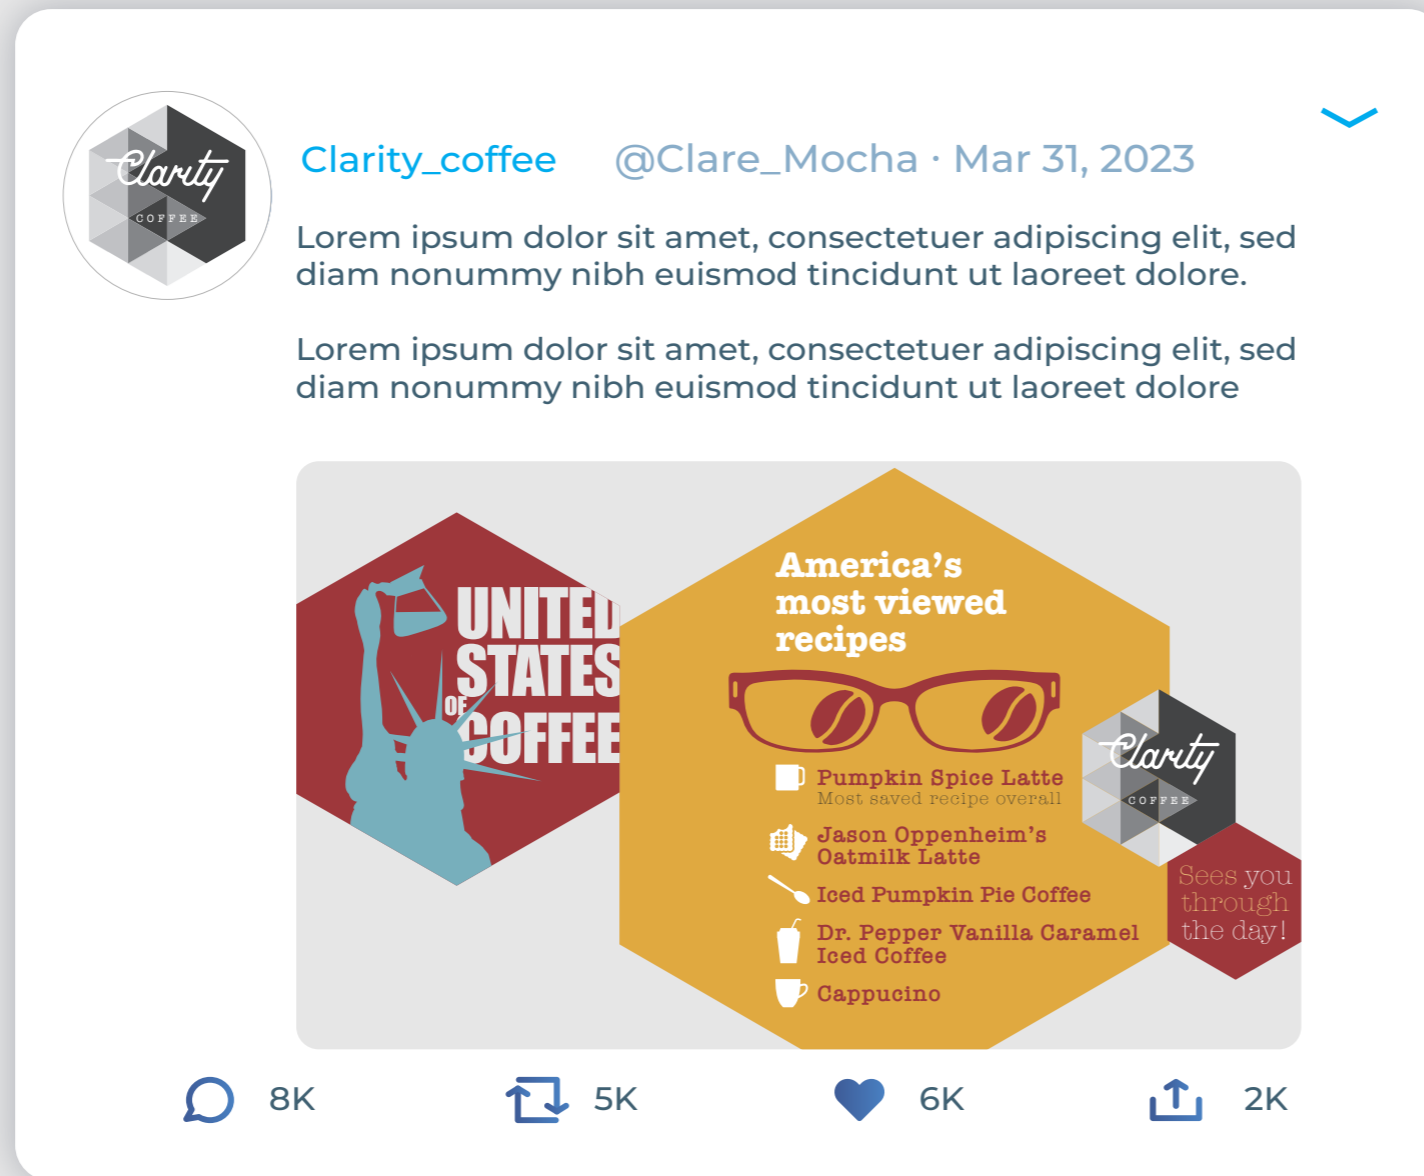 Clarity
COFFEE
Clarity_coffee @Clare_Mocha · Mar 31, 2023
Lorem ipsum dolor sit amet, consectetuer adipiscing elit, sed
diam nonummy nibh euismod tincidunt ut laoreet dolore.
Lorem ipsum dolor sit amet, consectetuer adipiscing elit, sed
diam nonummy nibh euismod tincidunt ut laoreet dolore
UNITED
STATES
OF
COFFEE
America's
most viewed
recipes
Pumpkin Spice Latte
Most saved recipe overall
Jason Oppenheim's
Oatmilk Latte
Iced Pumpkin Pie Coffee
Dr. Pepper Vanilla Caramel
Iced Coffee
Cappucino
Clarity
COFFEE
Sees you
through
the day!
8K 5K 6K 2K